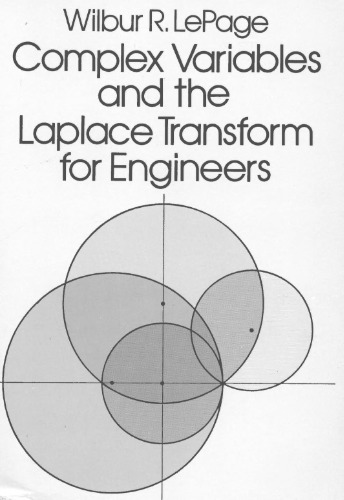 Wilbur R. LePage
Complex Variables
and the
Laplace Transform
for Engineers